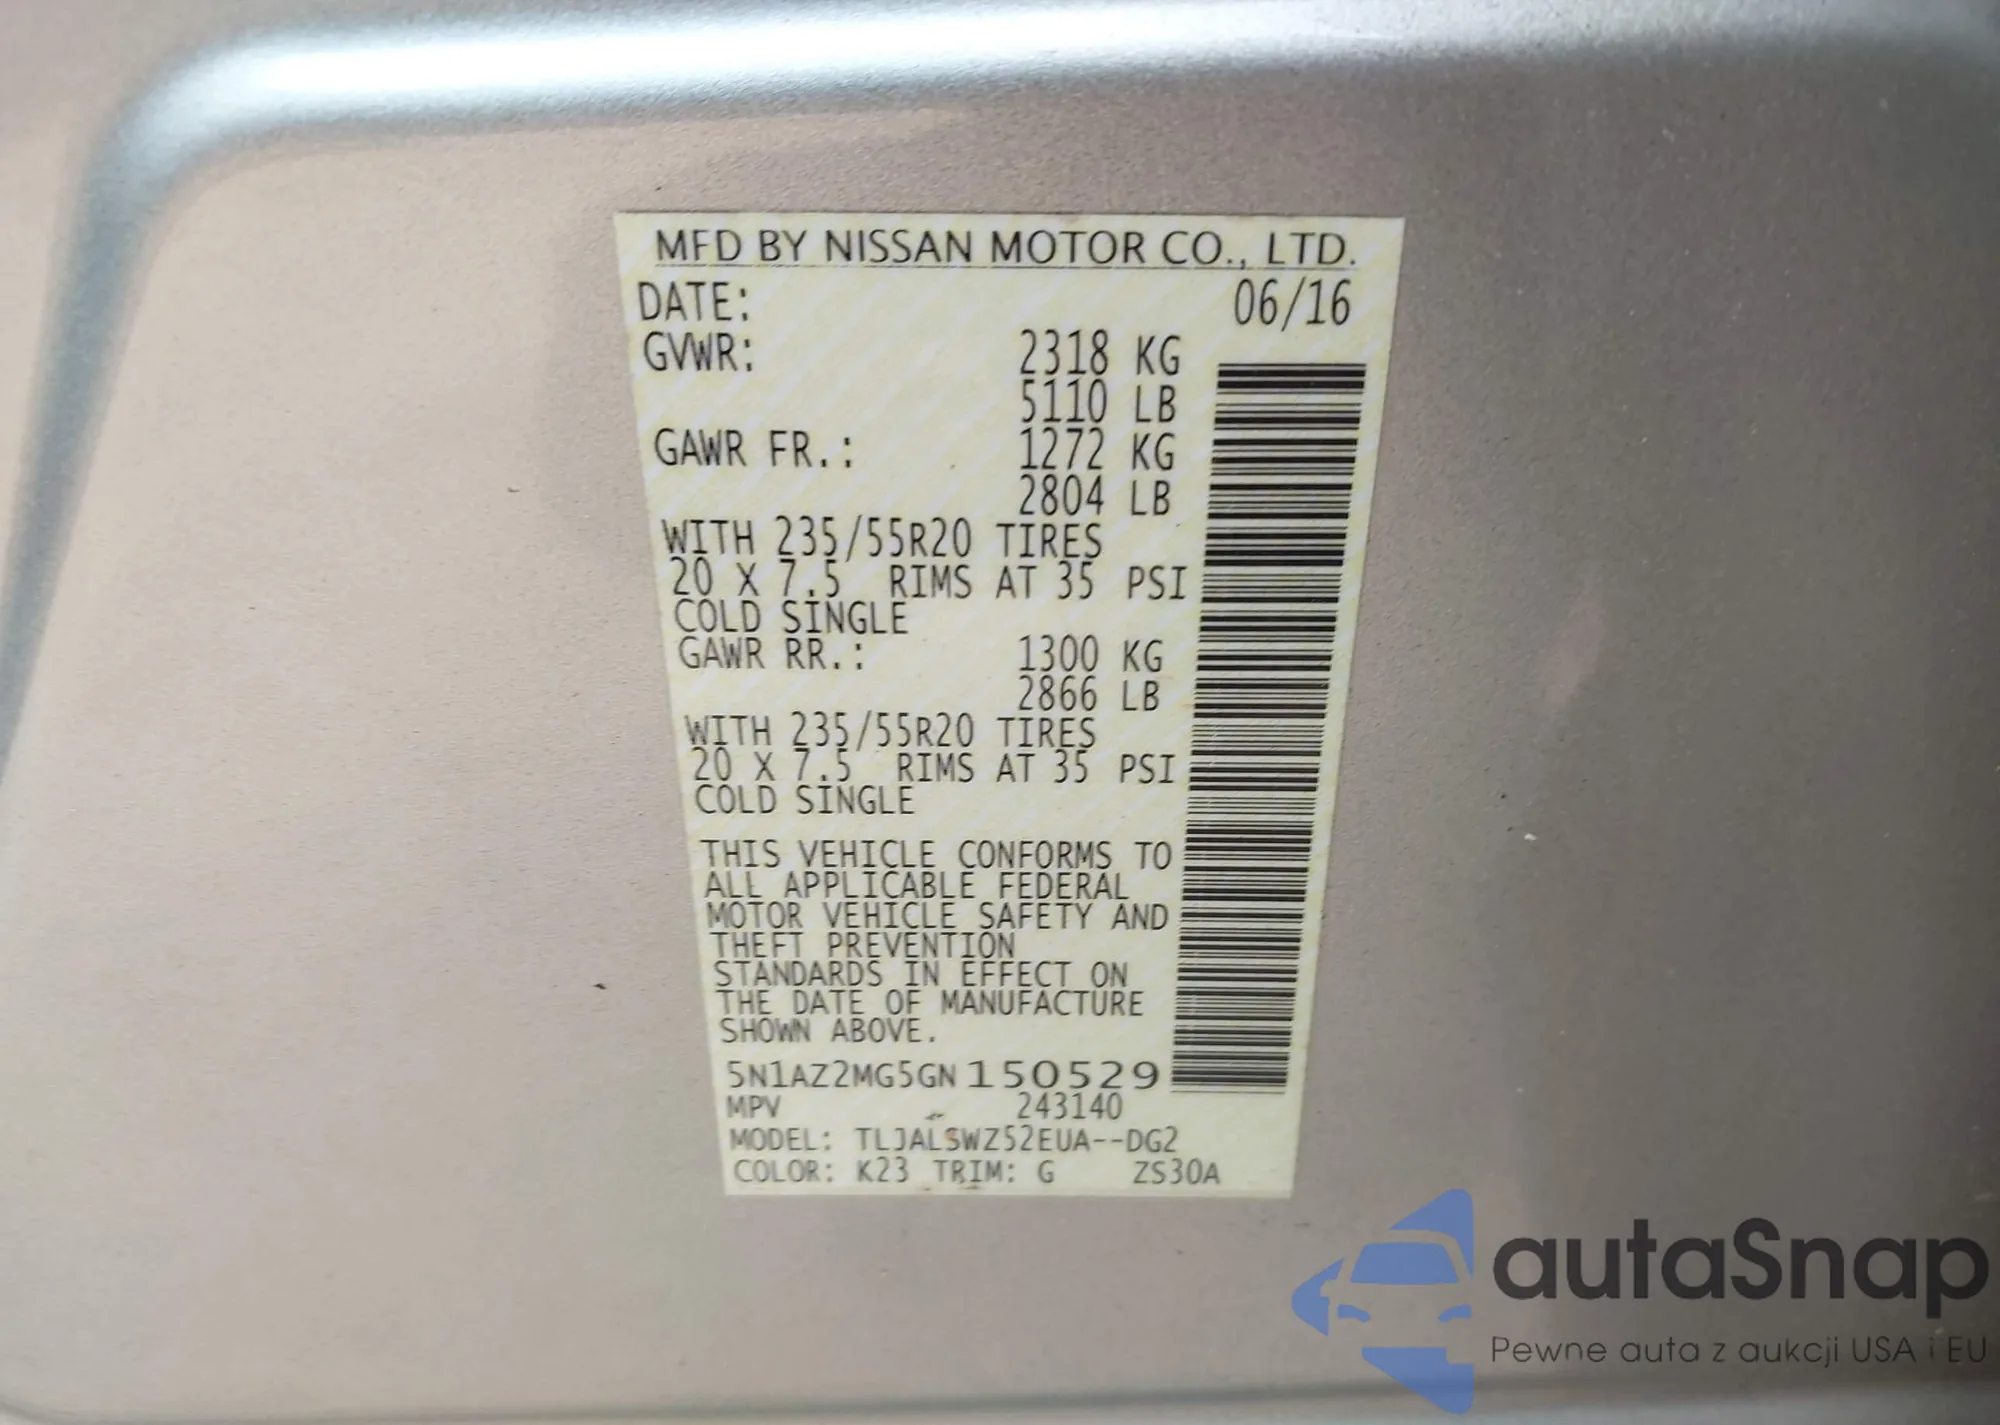 MFD BY NISSAN MOTOR CO., LTD.
DATE: 06/16
GVWR: 2318 KG
5110 LB
GAWR FR.: 1272 KG
2804 LB
WITH 235/55R20 TIRES
20 X 7.5 RIMS AT 35 PSI
COLD SINGLE
GAWR RR.: 1300 KG
2866 LB
WITH 235/55R20 TIRES
20 X 7.5 RIMS AT 35 PSI
COLD SINGLE
THIS VEHICLE CONFORMS TO
ALL APPLICABLE FEDERAL
MOTOR VEHICLE SAFETY AND
THEFT PREVENTION
STANDARDS IN EFFECT ON
THE DATE OF MANUFACTURE
SHOWN ABOVE.
5N1AZ2MG5GN150529
MPV 243140
MODEL: TLJALSWZ52EUA--DG2
COLOR: K23 TRIM: G ZS30A
autaSnap
Pewne auta z aukcji USA i EU